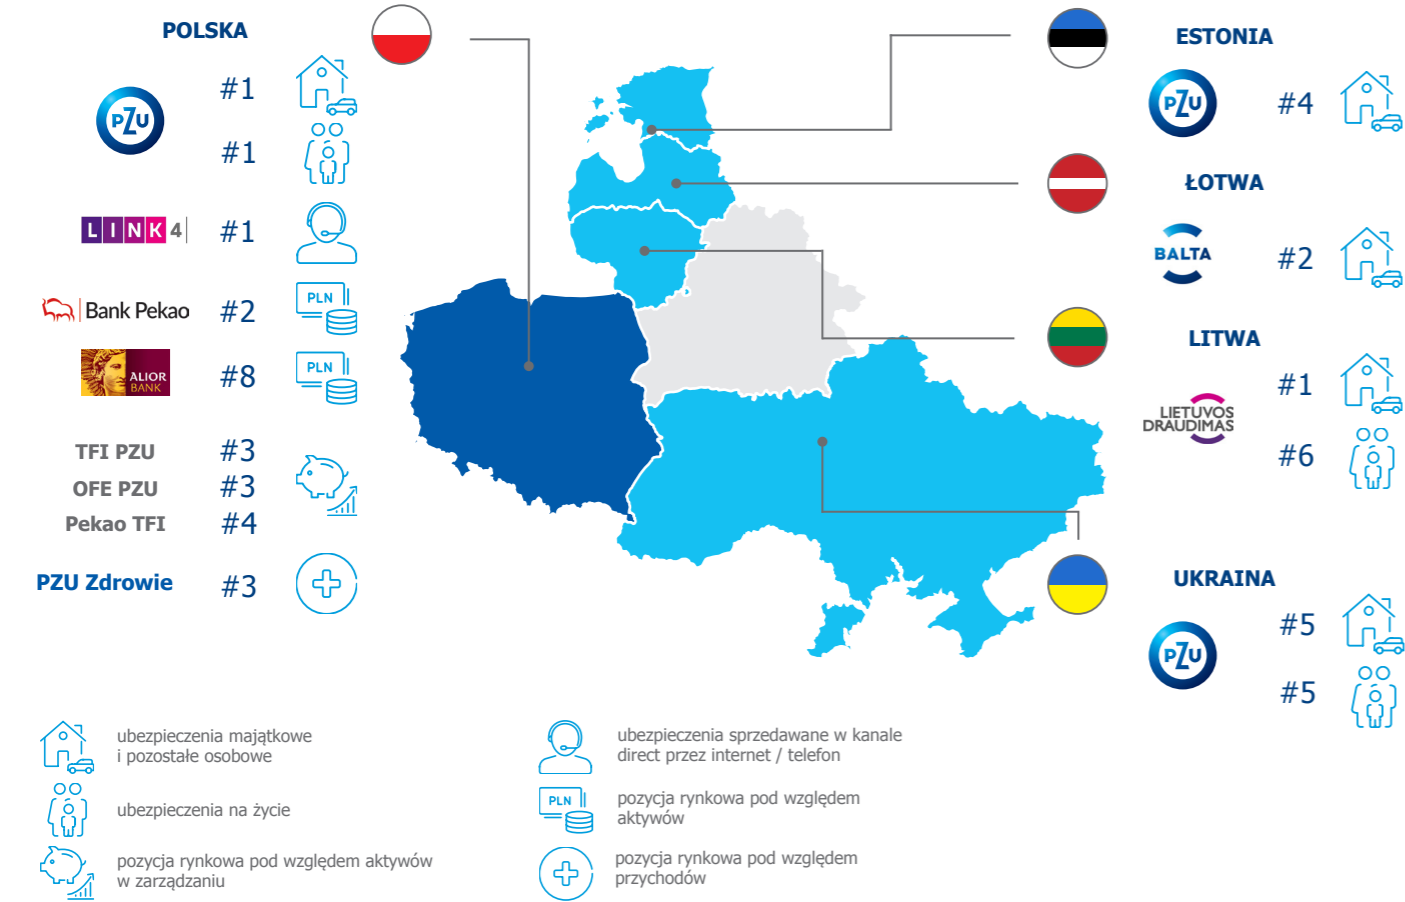 POLSKA
PZU
#1
#1
LINK4
#1
Bank Pekao
#2
PLN
ALIOR
BANK
#8
PLN
TFI PZU
#3
OFE PZU
#3
Pekao TFI
#4
PZU Zdrowie
#3
ESTONIA
PZU
#4
ŁOTWA
BALTA
#2
LITWA
#1
LIETUVOS
DRAUDIMAS
#6
UKRAINA
#5
PZU
#5
ubezpieczenia majątkowe
i pozostałe osobowe
ubezpieczenia na życie
pozycja rynkowa pod względem aktywów
w zarządzaniu
ubezpieczenia sprzedawane w kanale
direct przez internet / telefon
PLN
pozycja rynkowa pod względem
aktywów
pozycja rynkowa pod względem
przychodów